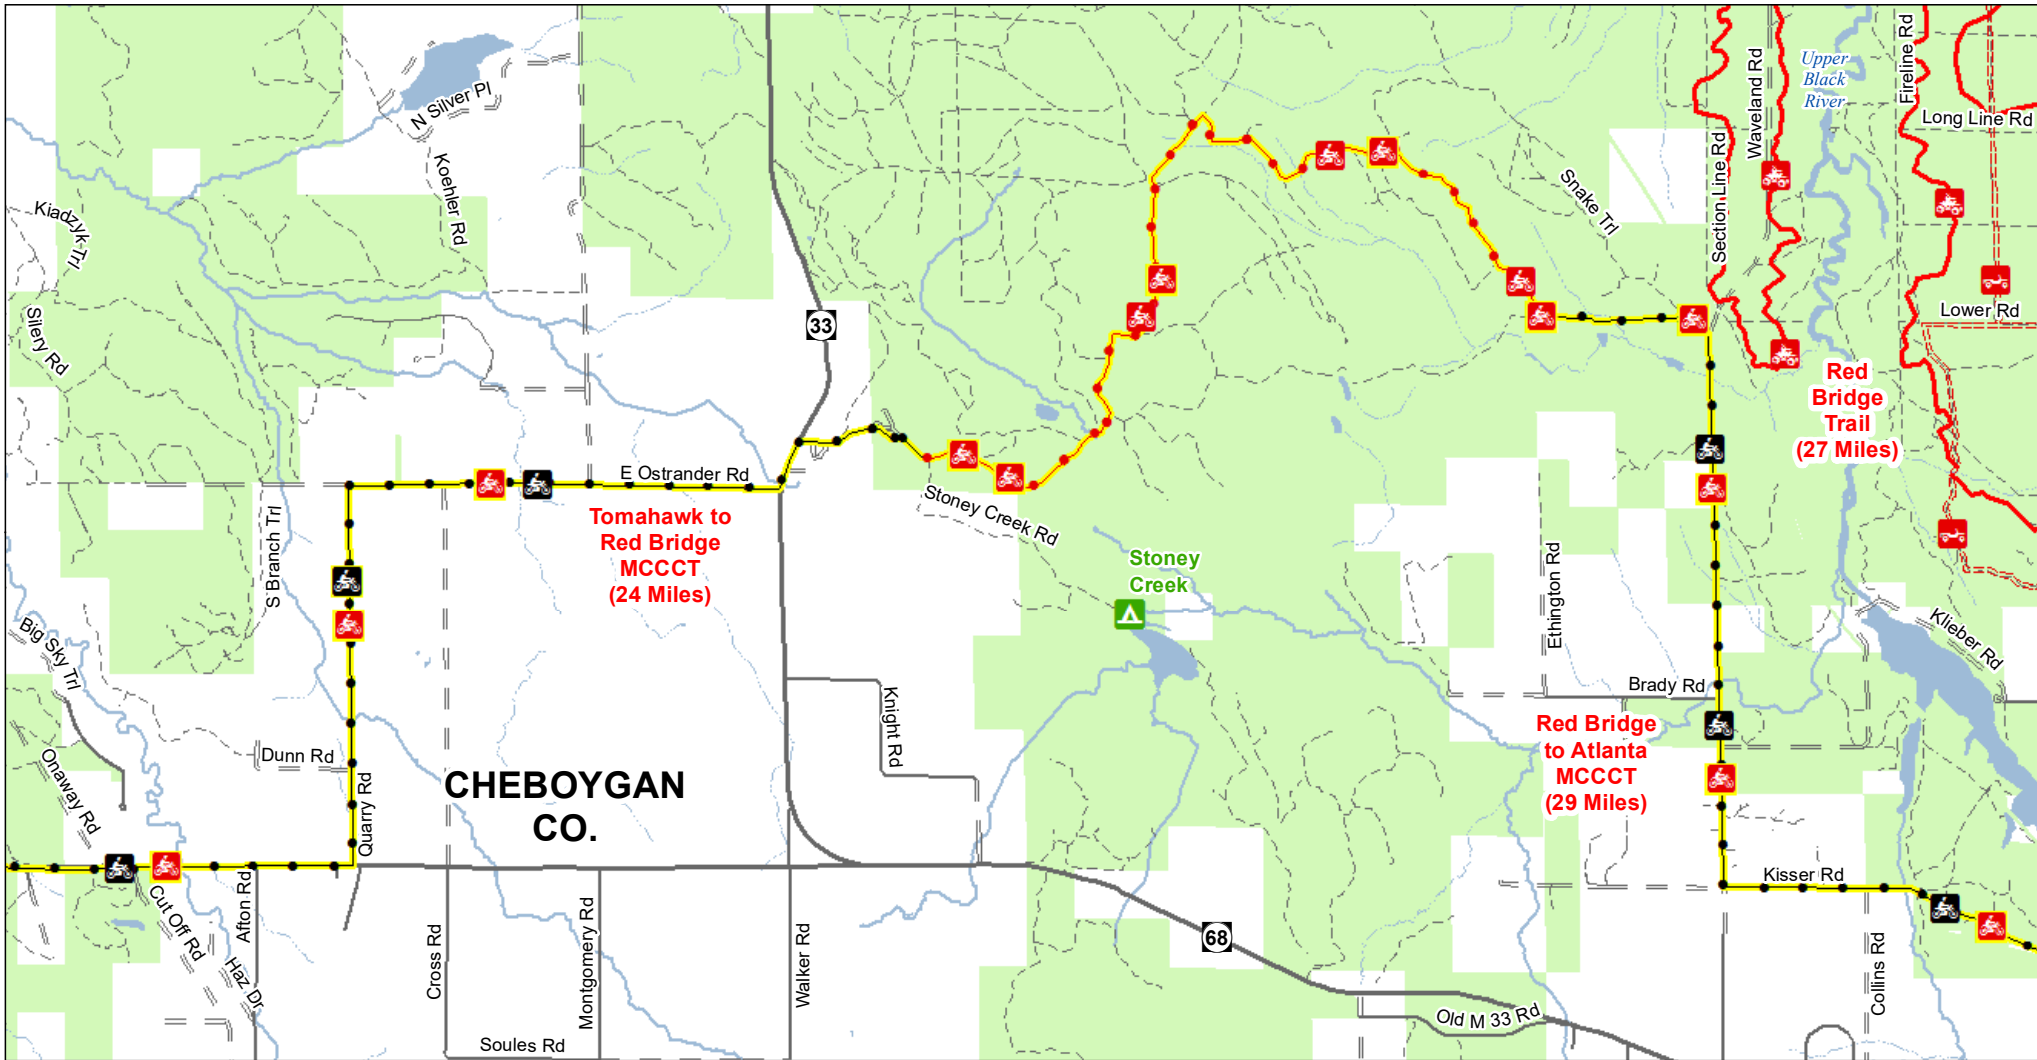 N Silver Pl
Koehler Rd
Kiadzyk Trl
Silery Rd
S Branch Trl
Big Sky Trl
Onaway Rd
Dunn Rd
Quarry Rd
Cut Off Rd
Haz Dr
Afton Rd
Cross Rd
Montgomery Rd
Walker Rd
Soules Rd
CHEBOYGAN
CO.
E Ostrander Rd
Tomahawk to
Red Bridge
MCCCT
(24 Miles)
33
Stoney Creek Rd
Stoney
Creek
Knight Rd
68
Old M 33 Rd
Snake Trl
Section Line Rd
Waveland Rd
Upper
Black
River
Fireline Rd
Long Line Rd
Lower Rd
Red
Bridge
Trail
(27 Miles)
Ethington Rd
Brady Rd
Klieber Rd
Red Bridge
to Atlanta
MCCCT
(29 Miles)
Kisser Rd
Collins Rd